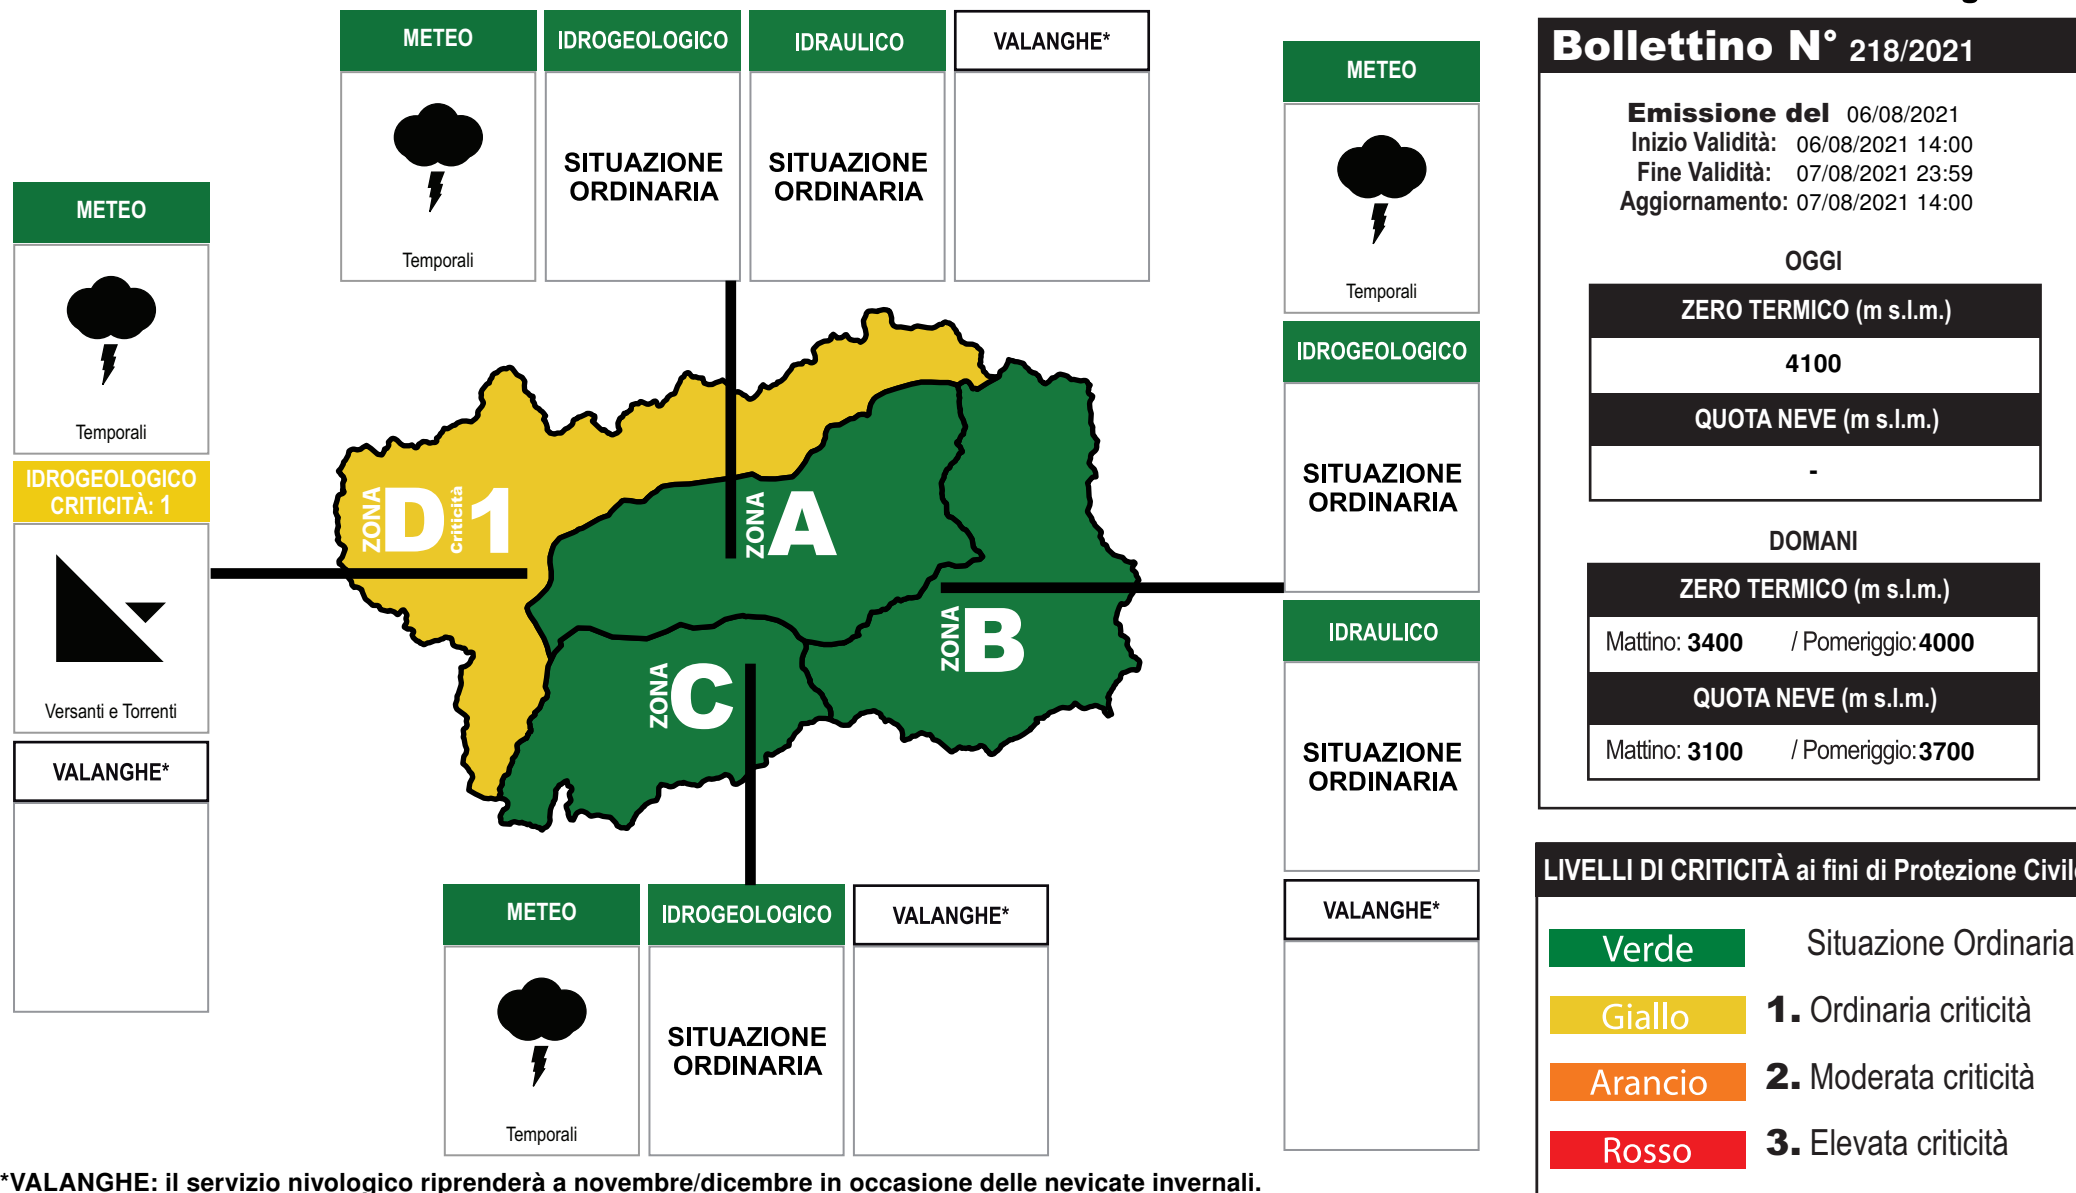 METEO
IDROGEOLOGICO
IDRAULICO
VALANGHE*
Temporali
SITUAZIONE
ORDINARIA
SITUAZIONE
ORDINARIA
METEO
Temporali
IDROGEOLOGICO
SITUAZIONE
ORDINARIA
IDRAULICO
SITUAZIONE
ORDINARIA
VALANGHE*
METEO
Temporali
IDROGEOLOGICO
CRITICITÀ: 1
Versanti e Torrenti
VALANGHE*
ZONA D Criticità 1
ZONA A
ZONA B
ZONA C
METEO
IDROGEOLOGICO
VALANGHE*
Temporali
SITUAZIONE
ORDINARIA
*VALANGHE: il servizio nivologico riprenderà a novembre/dicembre in occasione delle nevicate invernali.
Bollettino N° 218/2021
Emissione del 06/08/2021
Inizio Validità: 06/08/2021 14:00
Fine Validità: 07/08/2021 23:59
Aggiornamento: 07/08/2021 14:00
OGGI
ZERO TERMICO (m s.l.m.)
4100
QUOTA NEVE (m s.l.m.)
-
DOMANI
ZERO TERMICO (m s.l.m.)
Mattino: 3400 / Pomeriggio: 4000
QUOTA NEVE (m s.l.m.)
Mattino: 3100 / Pomeriggio: 3700
LIVELLI DI CRITICITÀ ai fini di Protezione Civile
Verde Situazione Ordinaria
Giallo 1. Ordinaria criticità
Arancio 2. Moderata criticità
Rosso 3. Elevata criticità